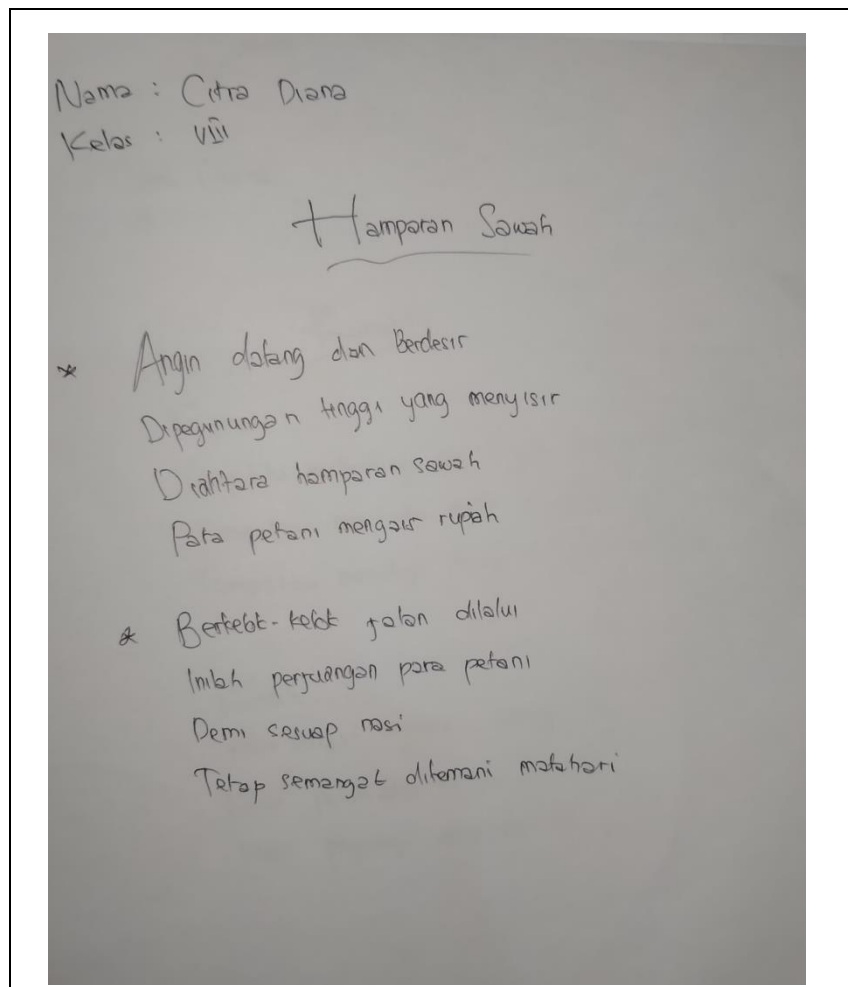 Nama : Citra Diana
Kelas : VIII
Hamparan Sawah
* Angin datang dan Berdesir
Dipegunungan tinggi yang menyisir
Diantara hamparan sawah
Para petani mengais rupiah
* Berkelok-kelok jalan dilalui
Inilah perjuangan para petani
Demi sesuap nasi
Tetap semangat ditemani matahari